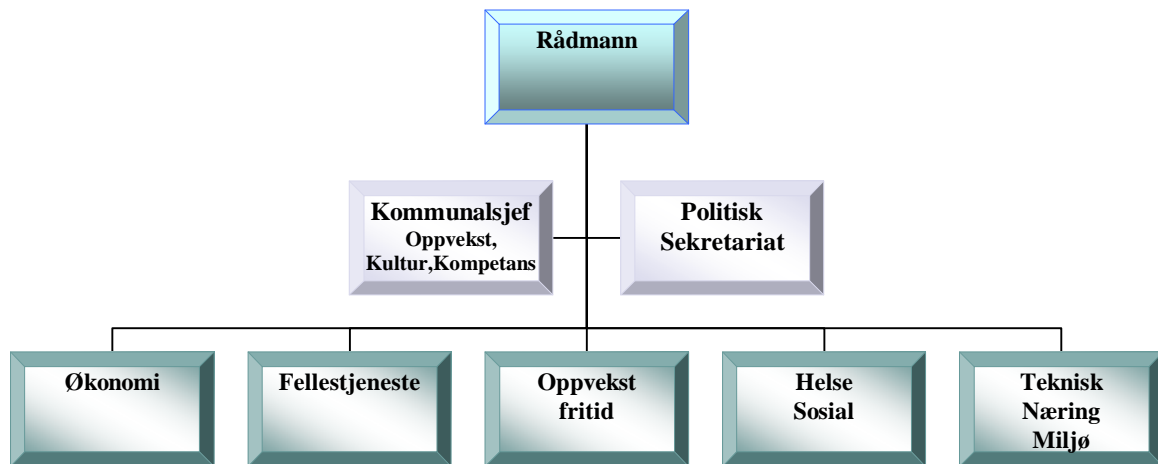 Rådmann
Kommunalsjef
Oppvekst,
Kultur,Kompetans
Politisk
Sekretariat
Økonomi
Fellestjeneste
Oppvekst
fritid
Helse
Sosial
Teknisk
Næring
Miljø